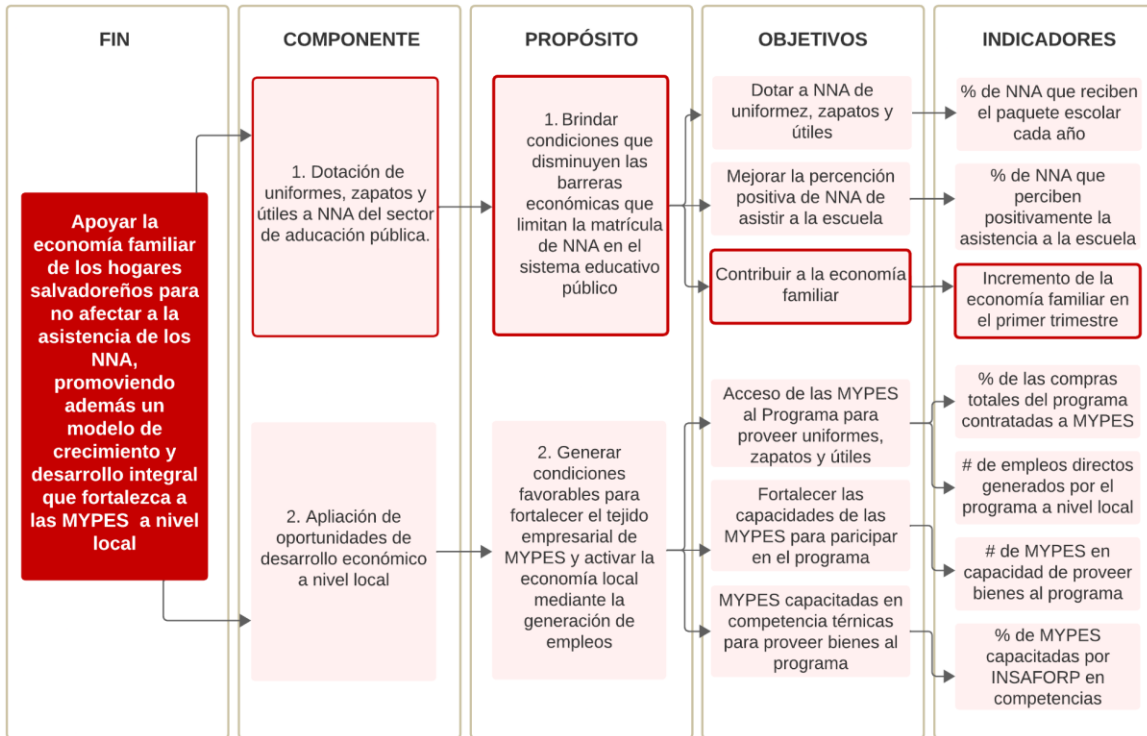 FIN
Apoyar la
economía familiar
de los hogares
salvadoreños para
no afectar a la
asistencia de los
NNA,
promoviendo
además un
modelo de
crecimiento y
desarrollo integral
que fortalezca a
las MYPES a nivel
local
COMPONENTE
1. Dotación de
uniformes, zapatos y
útiles a NNA del sector
de aducación pública.
2. Apliación de
oportunidades de
desarrollo económico
a nivel local
PROPÓSITO
1. Brindar
condiciones que
disminuyen las
barreras
económicas que
limitan la matrícula
de NNA en el
sistema educativo
público
2. Generar
condiciones
favorables para
fortalecer el tejido
empresarial de
MYPES y activar la
economía local
mediante la
generación de
empleos
OBJETIVOS
Dotar a NNA de
uniformez, zapatos y
útiles
Mejorar la percención
positiva de NNA de
asistir a la escuela
Contribuir a la economía
familiar
Acceso de las MYPES
al Programa para
proveer uniformes,
zapatos y útiles
Fortalecer las
capacidades de las
MYPES para paricipar
en el programa
MYPES capacitadas en
competencia térnicas
para proveer bienes al
programa
INDICADORES
% de NNA que reciben
el paquete escolar
cada año
% de NNA que
perciben
positivamente la
asistencia a la escuela
Incremento de la
economía familiar en
el primer trimestre
% de las compras
totales del programa
contratadas a MYPES
# de empleos directos
generados por el
programa a nivel local
# de MYPES en
capacidad de proveer
bienes al programa
% de MYPES
capacitadas por
INSAFORP en
competencias